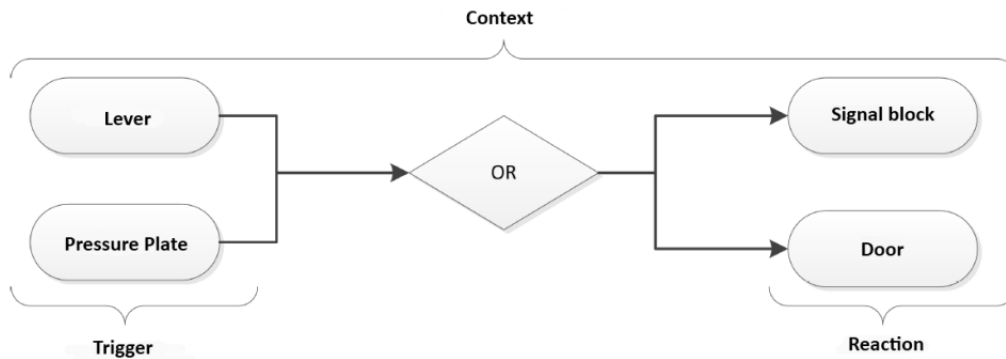 Context
Lever
Signal block
OR
Pressure Plate
Door
Trigger
Reaction